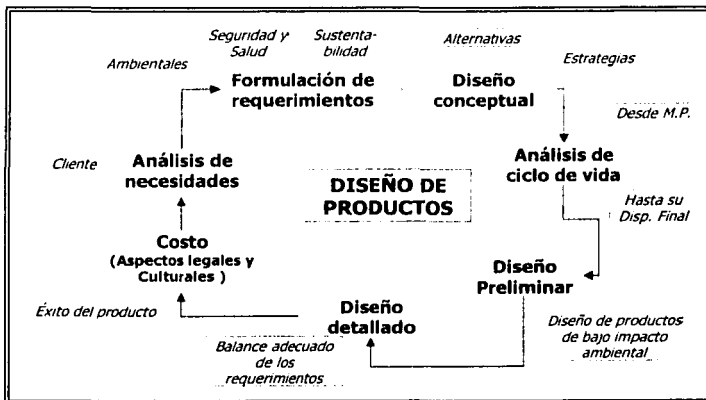 Seguridad y
Salud
Sustenta-
bilidad
Alternativas
Ambientales
Estrategias
Formulación de
requerimientos
Diseño
conceptual
Desde M.P.
Cliente
Análisis de
necesidades
DISEÑO DE
PRODUCTOS
Análisis de
ciclo de vida
Hasta su
Disp. Final
Costo
(Aspectos legales y
Culturales )
Diseño
Preliminar
Éxito del producto
Diseño
detallado
Diseño de productos
de bajo impacto
ambiental
Balance adecuado
de los
requerimientos